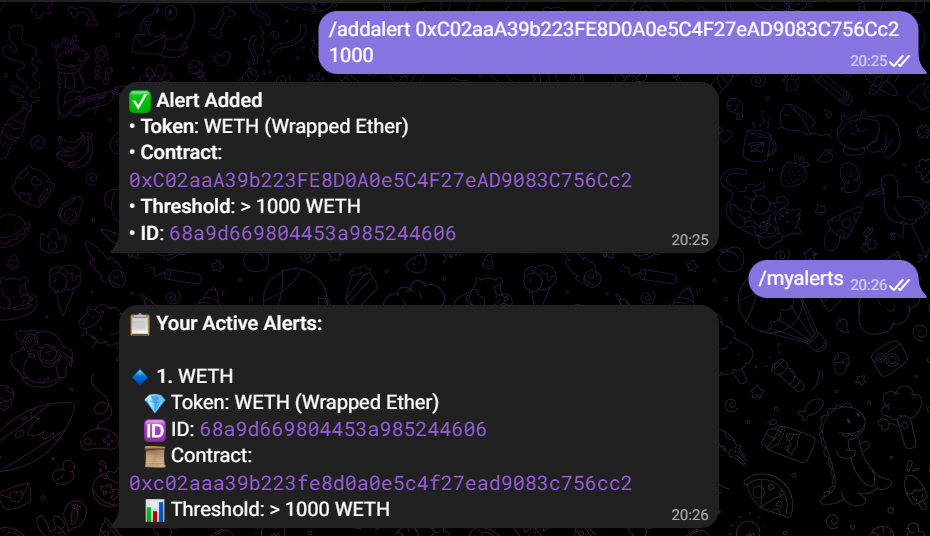 /addalert 0xC02aaA39b223FE8D0A0e5C4F27eAD9083C756Cc2
1000
20:25
✅ Alert Added
• Token: WETH (Wrapped Ether)
• Contract:
0xC02aaA39b223FE8D0A0e5C4F27eAD9083C756Cc2
• Threshold: > 1000 WETH
• ID: 68a9d669804453a985244606
20:25
/myalerts 20:26
📋 Your Active Alerts:
🔹 1. WETH
💎 Token: WETH (Wrapped Ether)
🆔 ID: 68a9d669804453a985244606
📜 Contract:
0xc02aaa39b223fe8d0a0e5c4f27ead9083c756cc2
📊 Threshold: > 1000 WETH
20:26